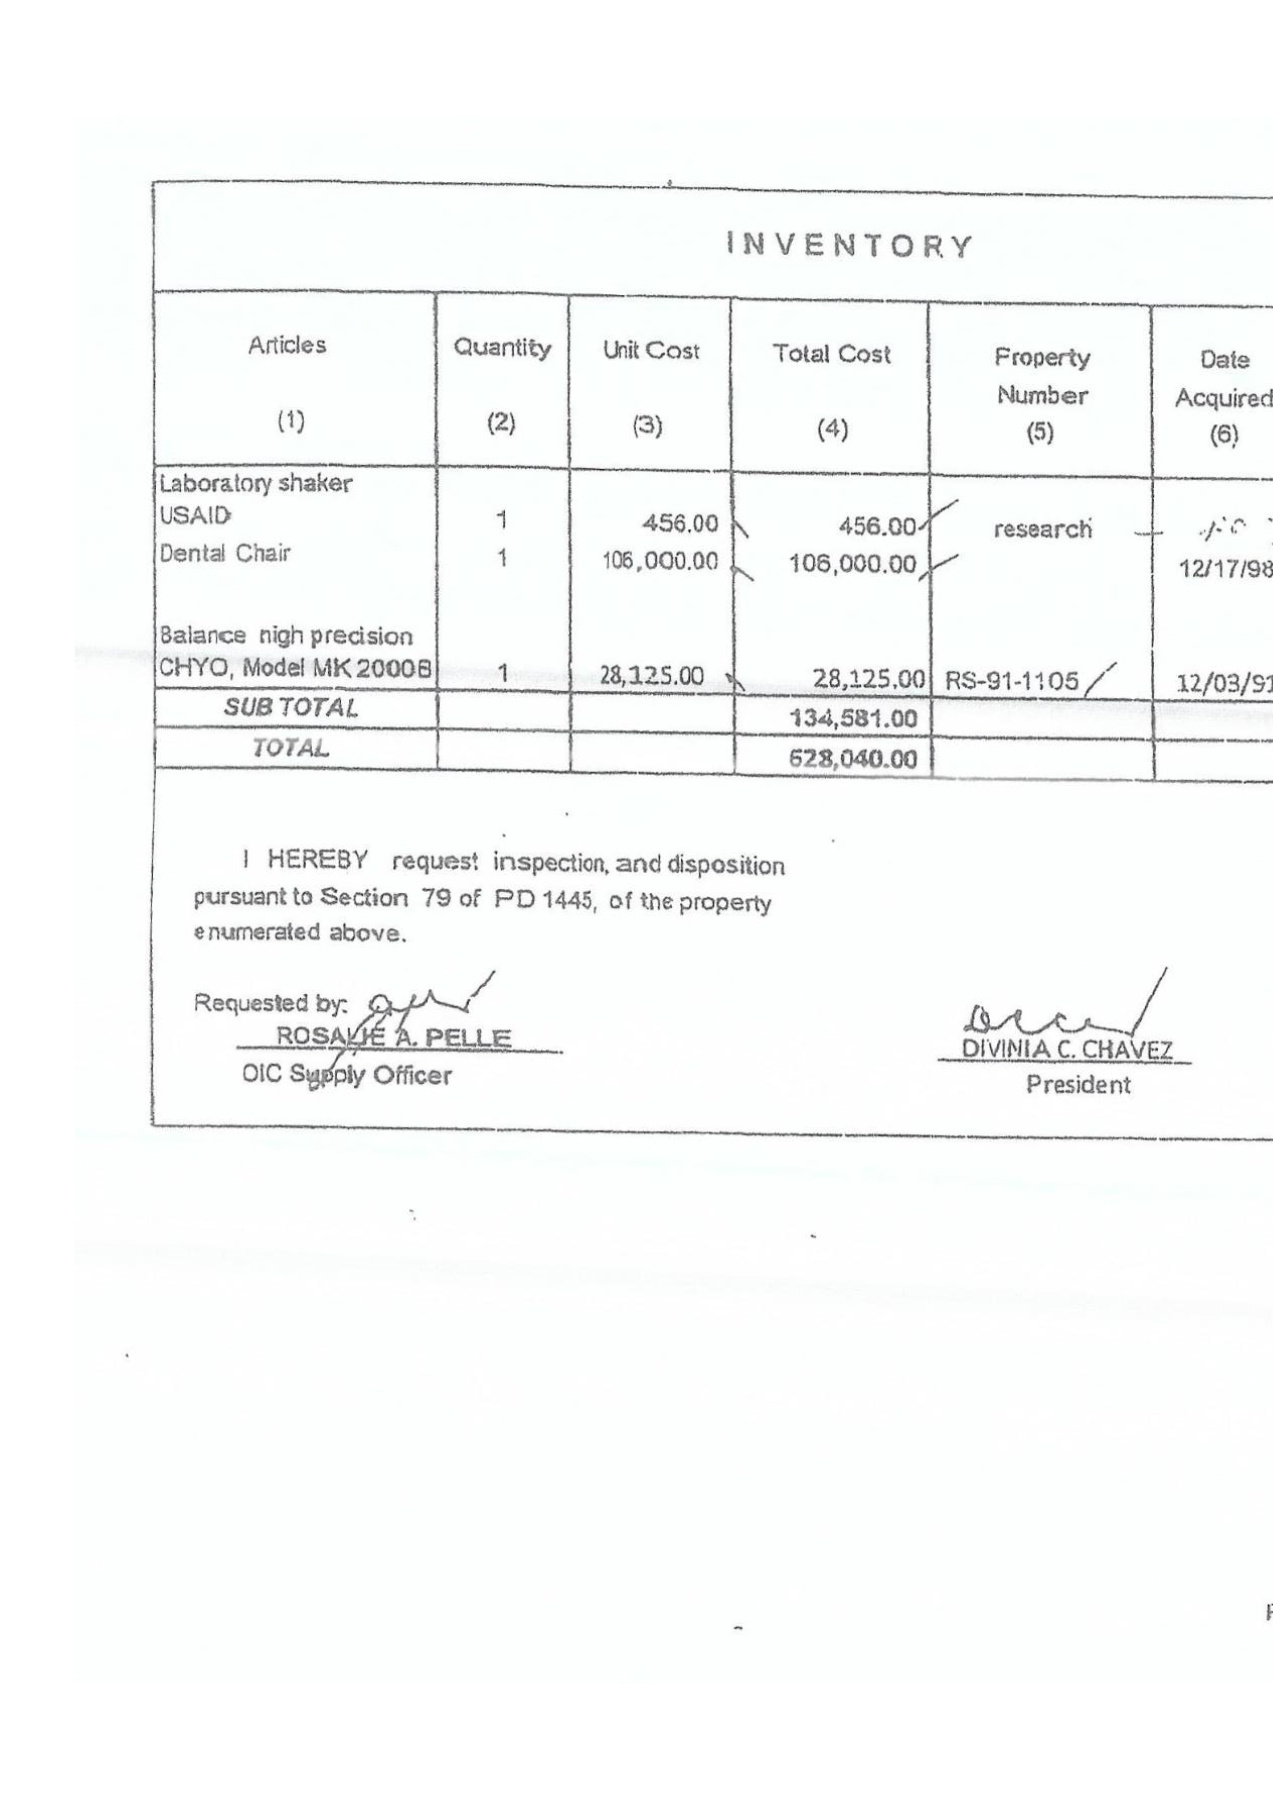 INVENTORY
Articles Quantity Unit Cost Total Cost Property Date
Number Acquired
(1) (2) (3) (4) (5) (6)
Laboratory shaker
USAID 1 456.00 456.00 research
Dental Chair 1 106,000.00 106,000.00 12/17/98
Balance high precision
CHYO, Model MK 2000B 1 28,125.00 28,125.00 RS-91-1105 12/03/91
SUB TOTAL 134,581.00
TOTAL 628,040.00
I HEREBY request inspection, and disposition
pursuant to Section 79 of PD 1445, of the property
enumerated above.
Requested by:
ROSALIE A. PELLE DIVINIA C. CHAVEZ
OIC Supply Officer President